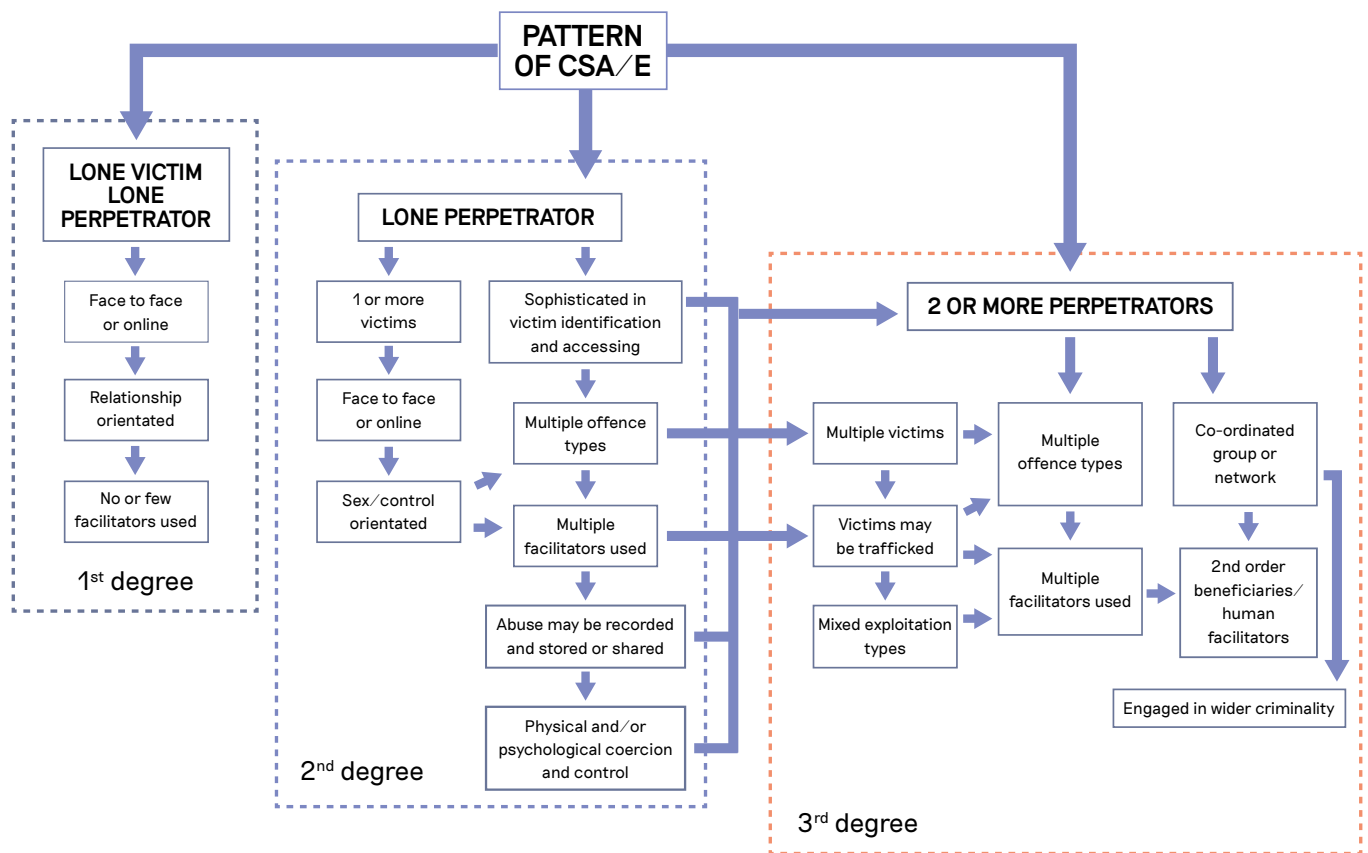 PATTERN
OF CSA/E
LONE VICTIM
LONE
PERPETRATOR
Face to face
or online
Relationship
orientated
No or few
facilitators used
1st degree
LONE PERPETRATOR
1 or more
victims
Face to face
or online
Sex/control
orientated
Sophisticated in
victim identification
and accessing
Multiple offence
types
Multiple
facilitators used
Abuse may be recorded
and stored or shared
Physical and/or
psychological coercion
and control
2nd degree
2 OR MORE PERPETRATORS
Multiple victims
Victims may
be trafficked
Mixed exploitation
types
Multiple
offence types
Multiple
facilitators used
Co-ordinated
group or
network
2nd order
beneficiaries/
human
facilitators
Engaged in wider criminality
3rd degree